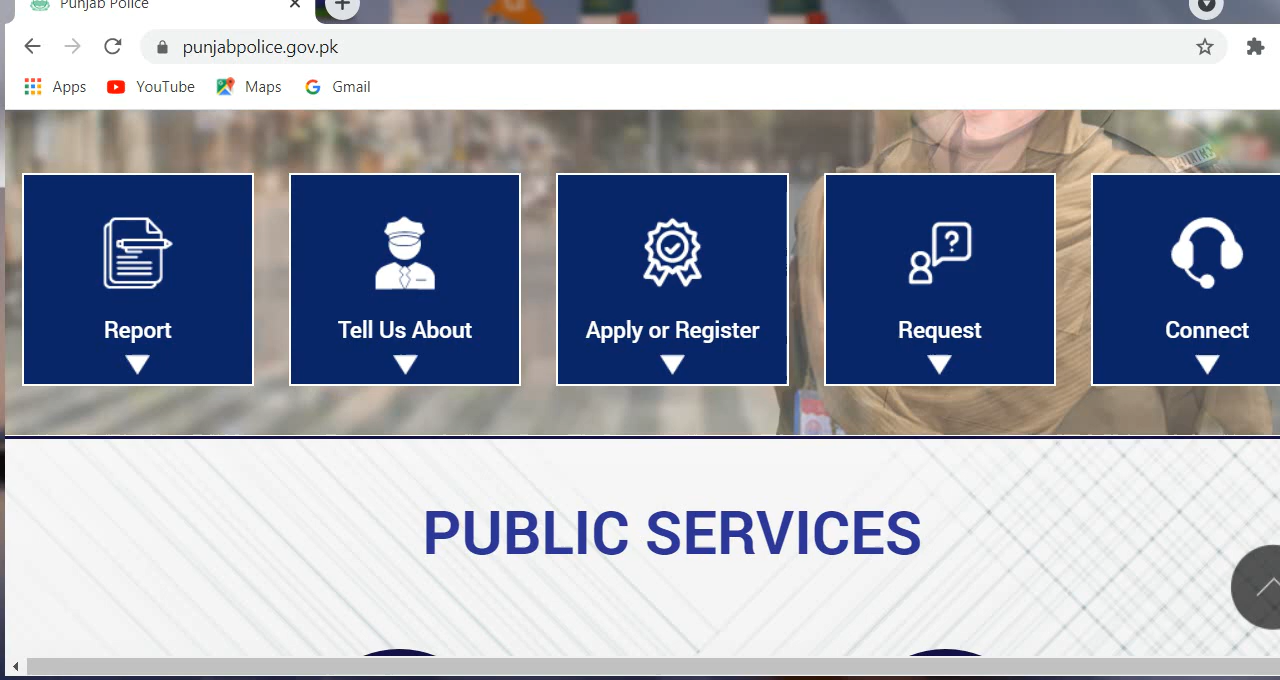 Punjab Police
punjabpolice.gov.pk
Apps YouTube Maps Gmail
Report Tell Us About Apply or Register Request Connect
PUBLIC SERVICES